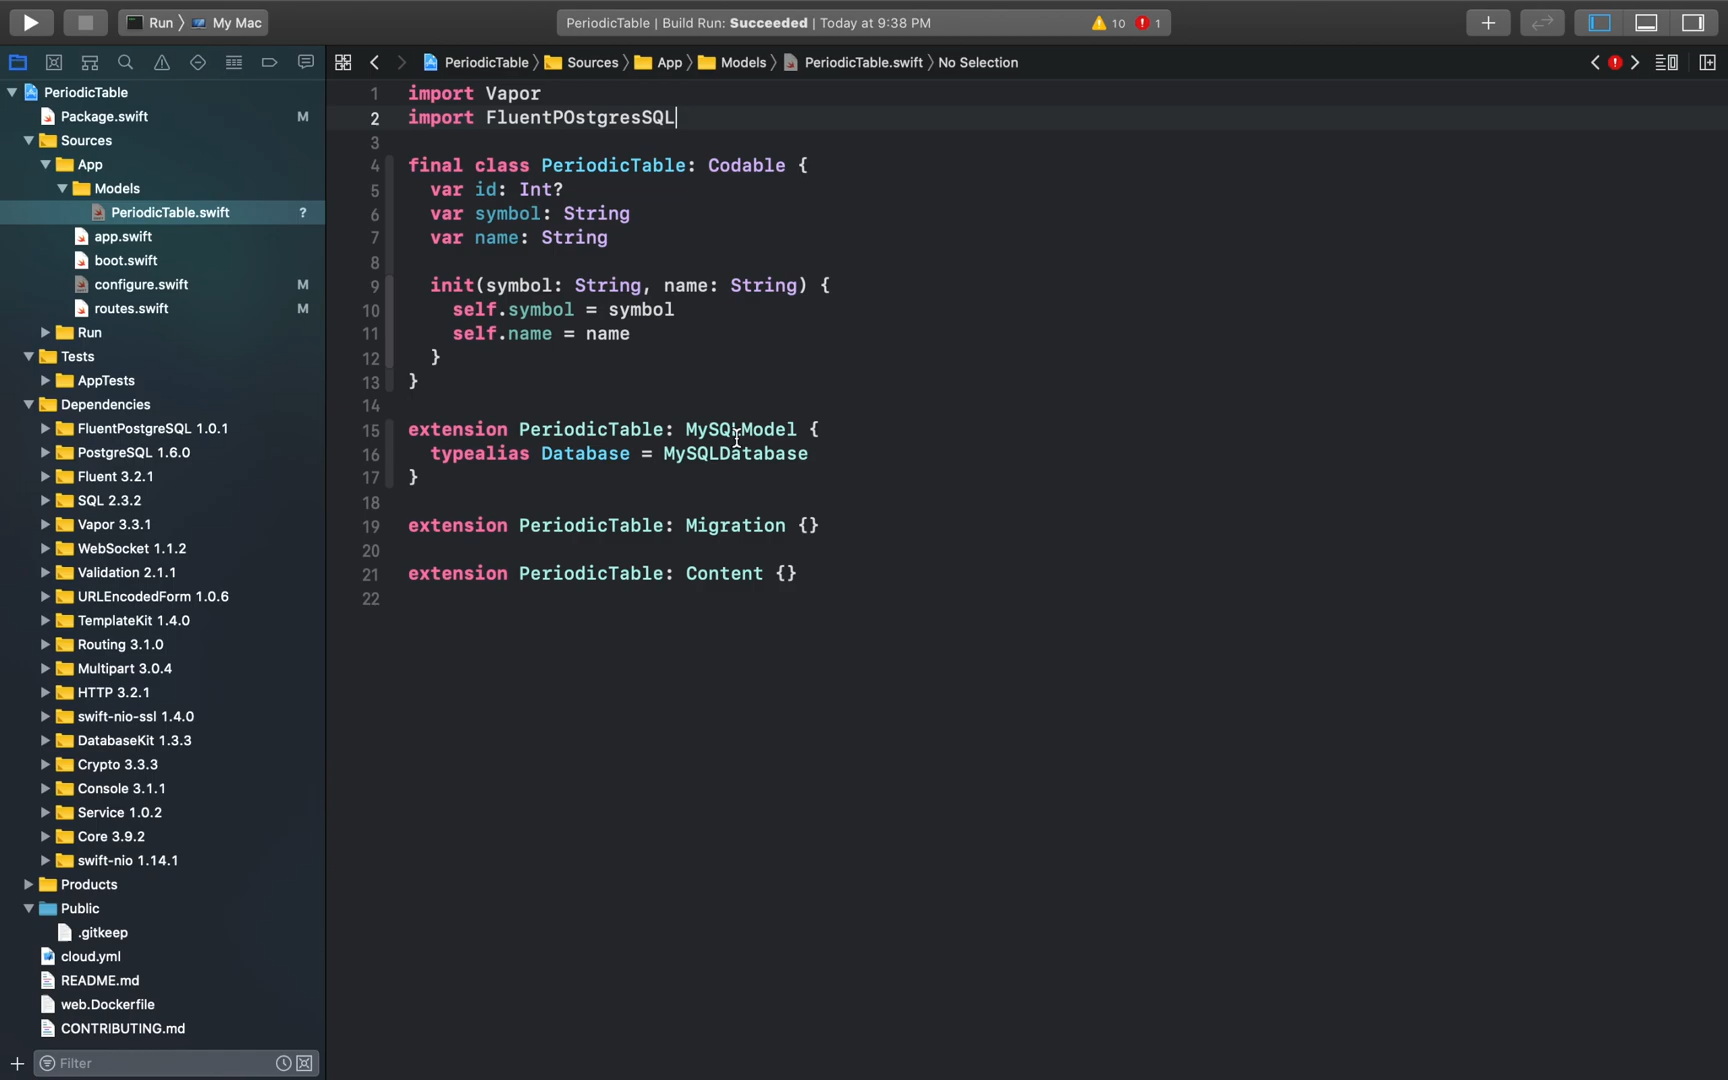 Run 〉 My Mac
PeriodicTable | Build Run: Succeeded | Today at 9:38 PM
10
1
PeriodicTable 〉 Sources 〉 App 〉 Models 〉 PeriodicTable.swift 〉 No Selection
PeriodicTable
Package.swift M
Sources
App
Models
PeriodicTable.swift ?
app.swift
boot.swift
configure.swift M
routes.swift M
Run
Tests
AppTests
Dependencies
FluentPostgreSQL 1.0.1
PostgreSQL 1.6.0
Fluent 3.2.1
SQL 2.3.2
Vapor 3.3.1
WebSocket 1.1.2
Validation 2.1.1
URLEncodedForm 1.0.6
TemplateKit 1.4.0
Routing 3.1.0
Multipart 3.0.4
HTTP 3.2.1
swift-nio-ssl 1.4.0
DatabaseKit 1.3.3
Crypto 3.3.3
Console 3.1.1
Service 1.0.2
Core 3.9.2
swift-nio 1.14.1
Products
Public
.gitkeep
cloud.yml
README.md
web.Dockerfile
CONTRIBUTING.md
Filter
1 import Vapor
2 import FluentPOstgresSQL
3
4 final class PeriodicTable: Codable {
5 var id: Int?
6 var symbol: String
7 var name: String
8
9 init(symbol: String, name: String) {
10 self.symbol = symbol
11 self.name = name
12 }
13 }
14
15 extension PeriodicTable: MySQLModel {
16 typealias Database = MySQLDatabase
17 }
18
19 extension PeriodicTable: Migration {}
20
21 extension PeriodicTable: Content {}
22